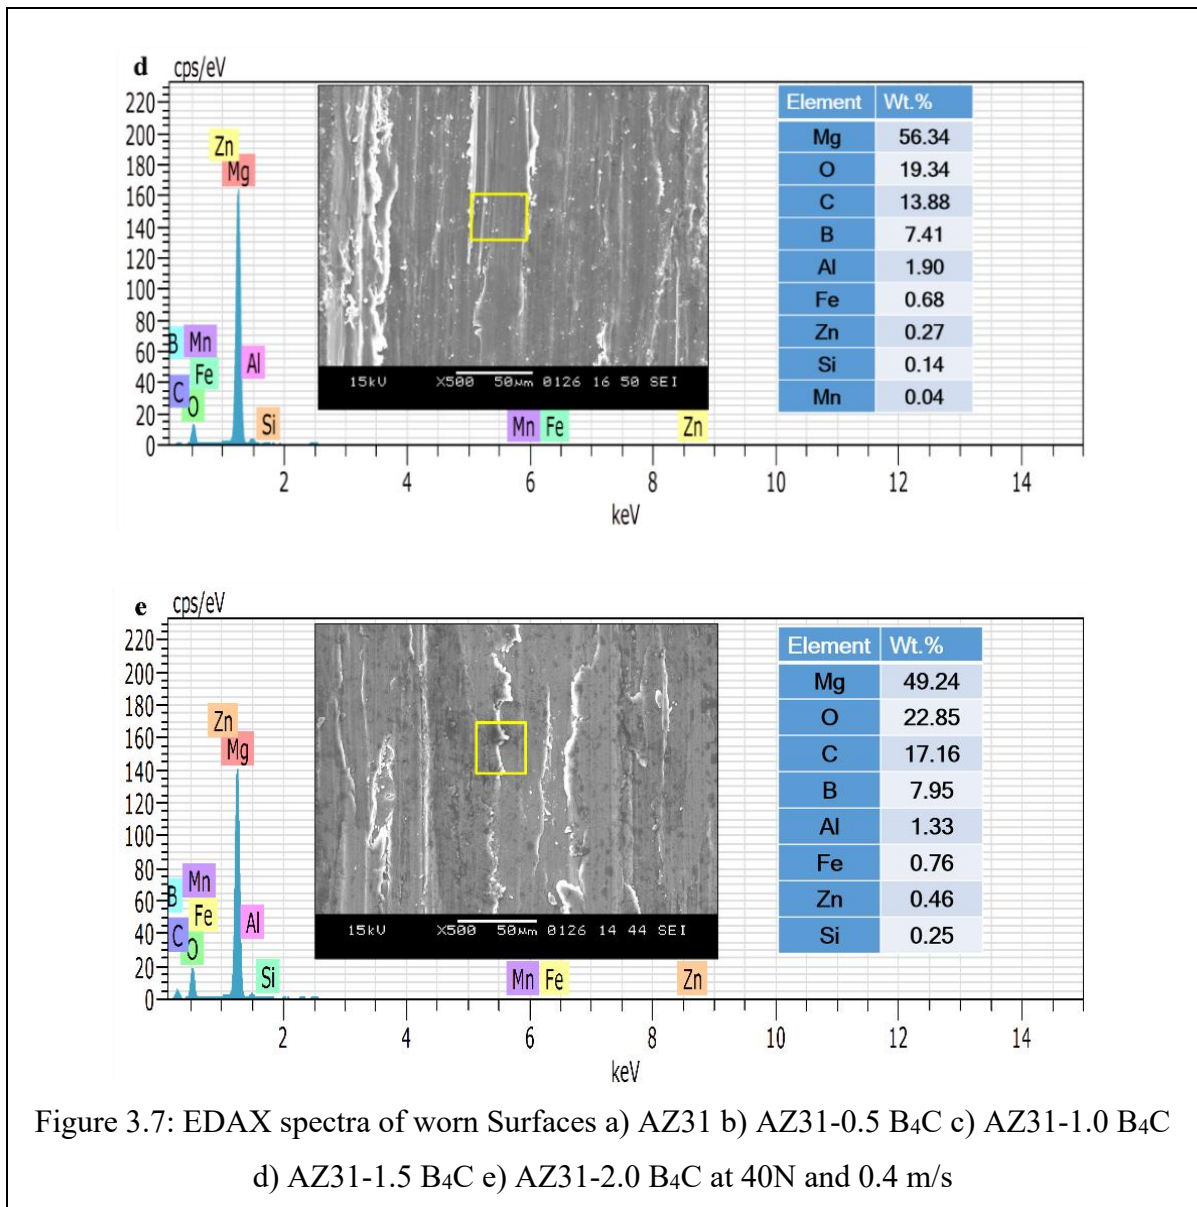 d cps/eV
220
200
180
160
140
120
100
80
60
40
20
0
Zn
Mg
B Mn
Fe
C
O
Al
Si
15kV X500 50µm 0126 16 50 SEI
Mn Fe Zn
2 4 6 8 10 12 14
keV
Element Wt.%
Mg 56.34
O 19.34
C 13.88
B 7.41
Al 1.90
Fe 0.68
Zn 0.27
Si 0.14
Mn 0.04
e cps/eV
220
200
180
160
140
120
100
80
60
40
20
0
Zn
Mg
Mn
B
Fe
C
O
Al
Si
15kU X500 50µm 0126 14 44 SEI
Mn Fe Zn
2 4 6 8 10 12 14
keV
Element Wt.%
Mg 49.24
O 22.85
C 17.16
B 7.95
Al 1.33
Fe 0.76
Zn 0.46
Si 0.25
Figure 3.7: EDAX spectra of worn Surfaces a) AZ31 b) AZ31-0.5 B₄C c) AZ31-1.0 B₄C
d) AZ31-1.5 B₄C e) AZ31-2.0 B₄C at 40N and 0.4 m/s